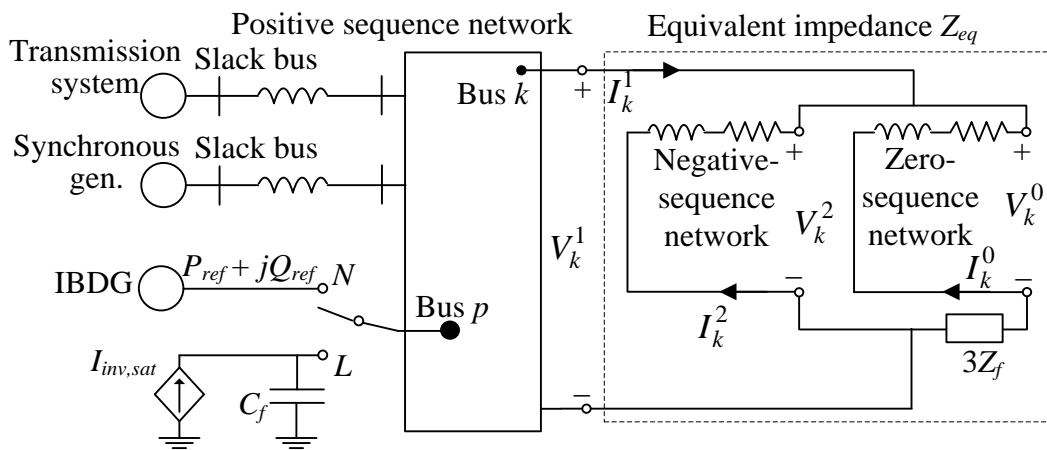 Positive sequence network
Equivalent impedance Z_eq
Transmission
system
Slack bus
Bus k
+
I_k^1
Synchronous
gen.
Slack bus
Negative-
sequence
network
+
V_k^2
Zero-
sequence
network
+
V_k^0
V_k^1
IBDG
P_ref + jQ_ref
N
Bus p
−
I_k^2
I_k^0
−
3Z_f
I_inv,sat
L
C_f
−